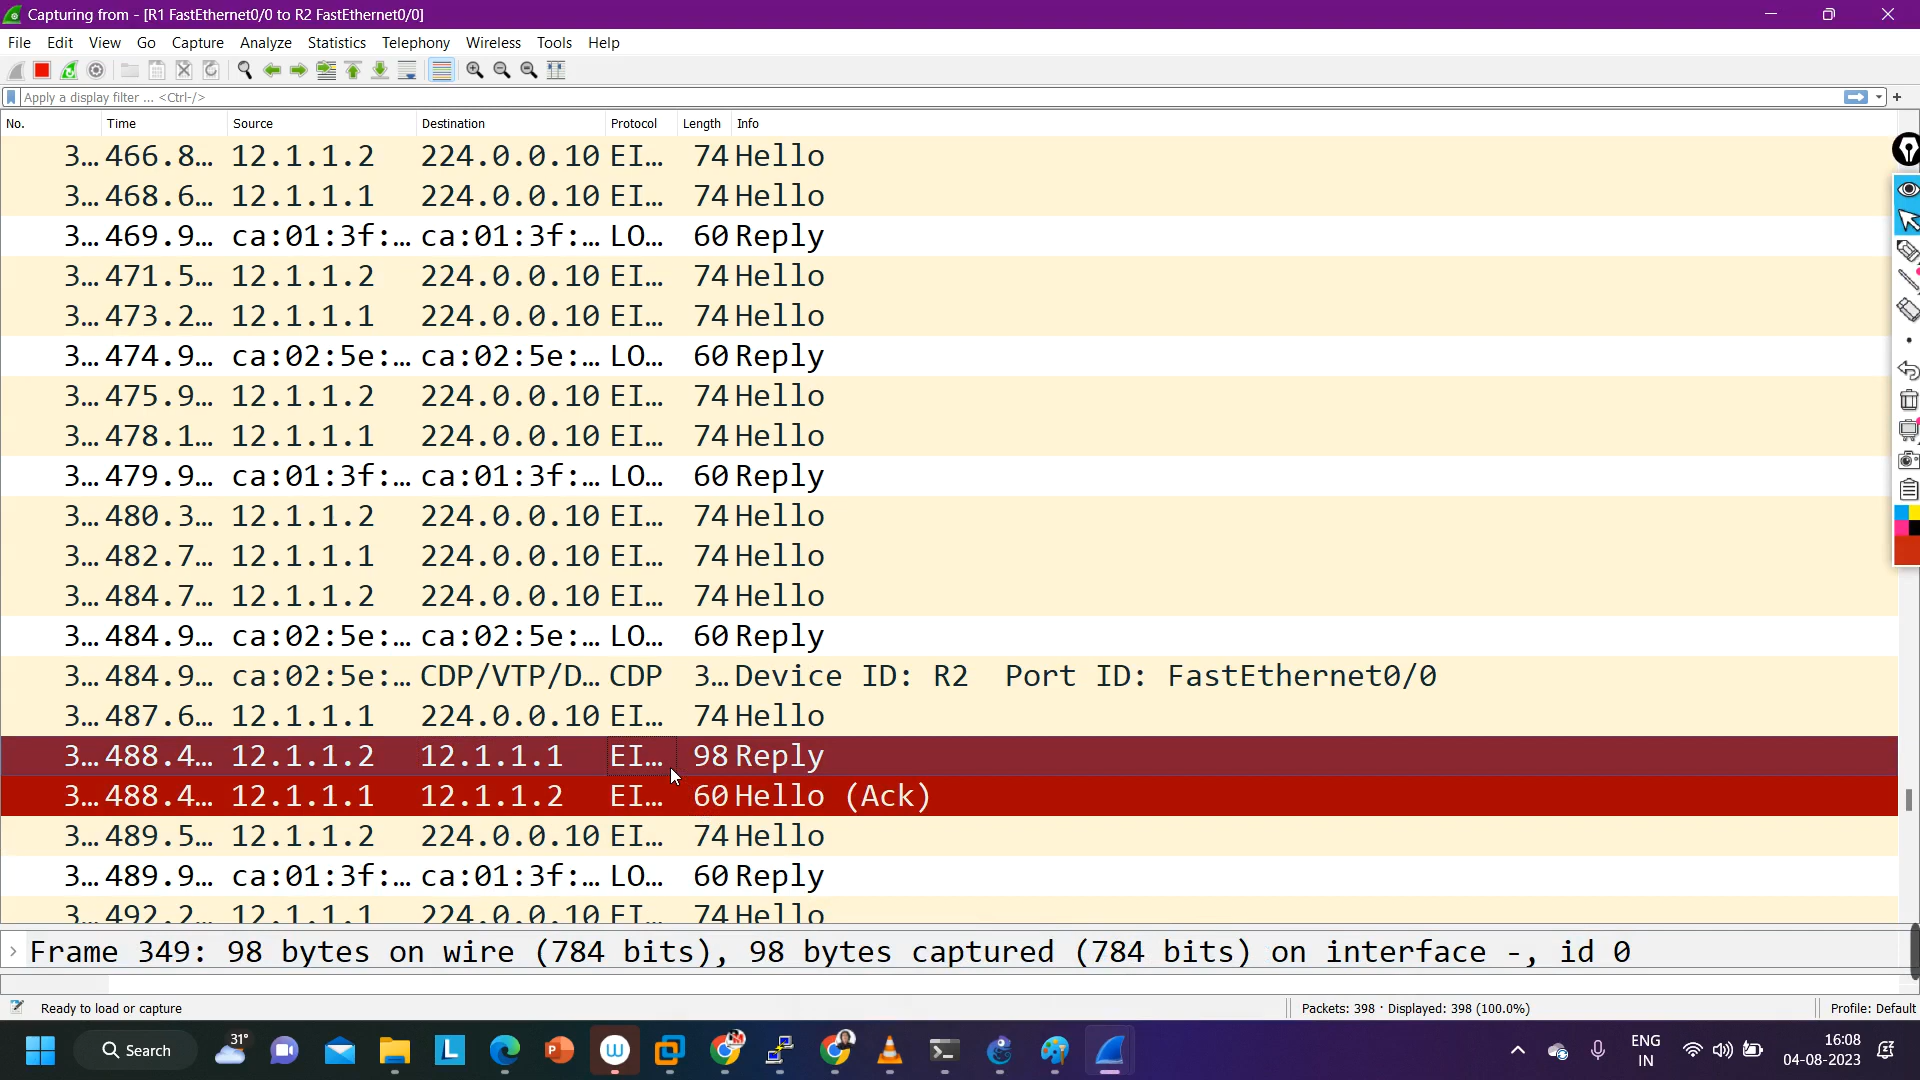 Capturing from - [R1 FastEthernet0/0 to R2 FastEthernet0/0]
File Edit View Go Capture Analyze Statistics Telephony Wireless Tools Help
Apply a display filter ... <Ctrl-/>
No. Time Source Destination Protocol Length Info
3… 466.8… 12.1.1.2 224.0.0.10 EI… 74 Hello
3… 468.6… 12.1.1.1 224.0.0.10 EI… 74 Hello
3… 469.9… ca:01:3f:… ca:01:3f:… LO… 60 Reply
3… 471.5… 12.1.1.2 224.0.0.10 EI… 74 Hello
3… 473.2… 12.1.1.1 224.0.0.10 EI… 74 Hello
3… 474.9… ca:02:5e:… ca:02:5e:… LO… 60 Reply
3… 475.9… 12.1.1.2 224.0.0.10 EI… 74 Hello
3… 478.1… 12.1.1.1 224.0.0.10 EI… 74 Hello
3… 479.9… ca:01:3f:… ca:01:3f:… LO… 60 Reply
3… 480.3… 12.1.1.2 224.0.0.10 EI… 74 Hello
3… 482.7… 12.1.1.1 224.0.0.10 EI… 74 Hello
3… 484.7… 12.1.1.2 224.0.0.10 EI… 74 Hello
3… 484.9… ca:02:5e:… ca:02:5e:… LO… 60 Reply
3… 484.9… ca:02:5e:… CDP/VTP/D… CDP 3… Device ID: R2 Port ID: FastEthernet0/0
3… 487.6… 12.1.1.1 224.0.0.10 EI… 74 Hello
3… 488.4… 12.1.1.2 12.1.1.1 EI… 98 Reply
3… 488.4… 12.1.1.1 12.1.1.2 EI… 60 Hello (Ack)
3… 489.5… 12.1.1.2 224.0.0.10 EI… 74 Hello
3… 489.9… ca:01:3f:… ca:01:3f:… LO… 60 Reply
3… 492.2… 12.1.1.1 224.0.0.10 EI… 74 Hello
Frame 349: 98 bytes on wire (784 bits), 98 bytes captured (784 bits) on interface -, id 0
Ready to load or capture Packets: 398 · Displayed: 398 (100.0%) Profile: Default
Search 31° ENG IN 16:08
04-08-2023